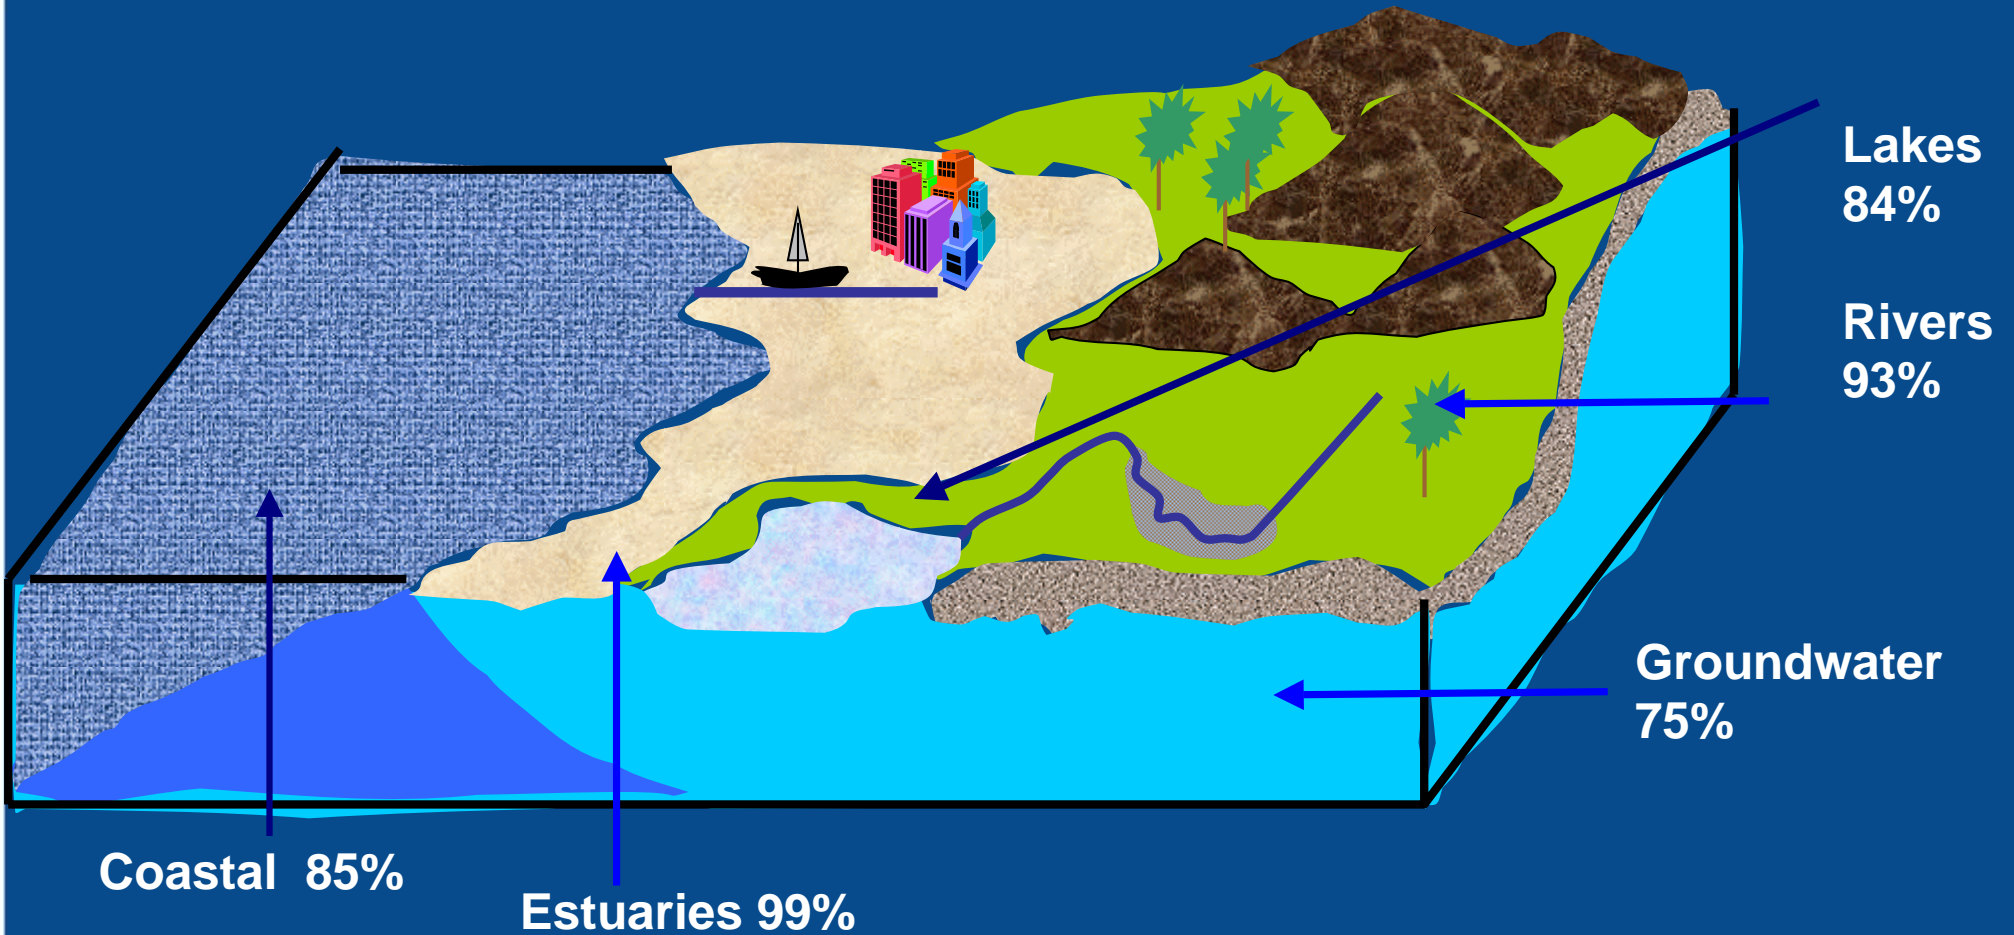 Lakes
84%
Rivers
93%
Groundwater
75%
Coastal  85%
Estuaries 99%